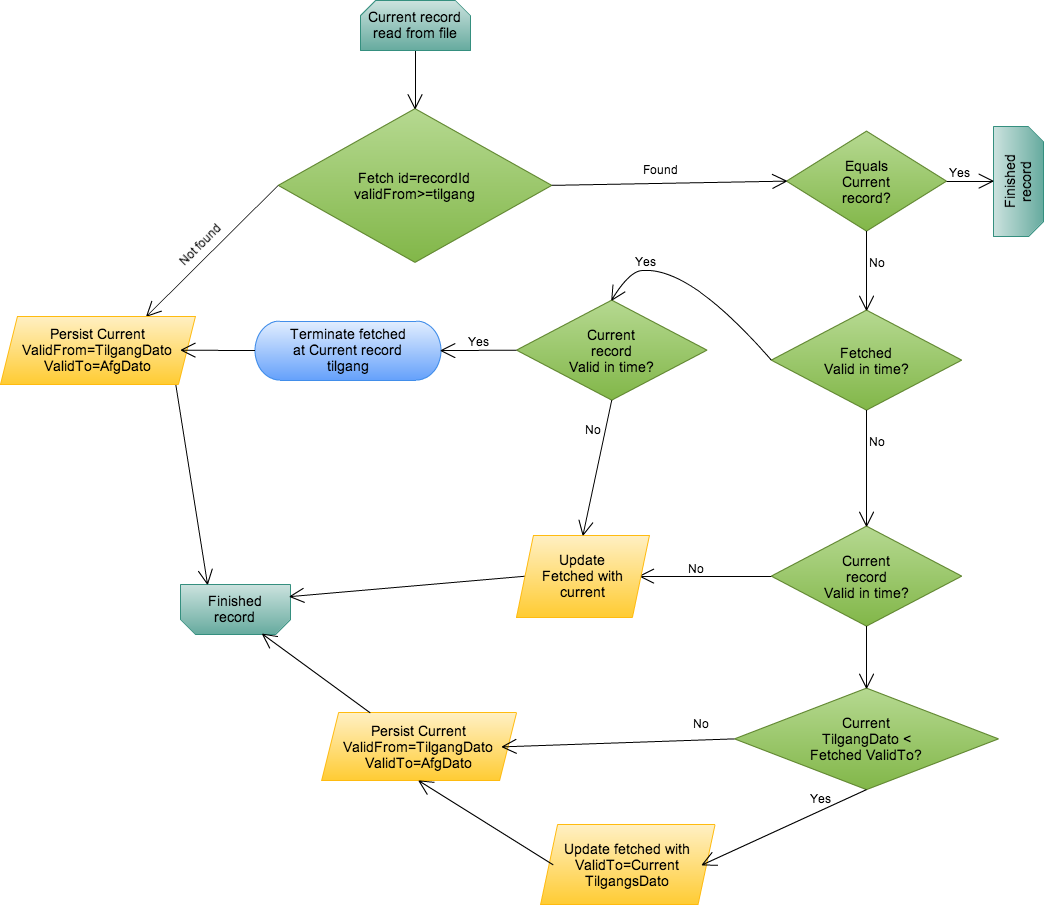 Current record
read from file
Fetch id=recordId
validFrom>=tilgang
Found
Equals
Current
record?
Yes
Finished
record
Not found
No
Yes
Persist Current
ValidFrom=TilgangDato
ValidTo=AfgDato
Terminate fetched
at Current record
tilgang
Yes
Current
record
Valid in time?
Fetched
Valid in time?
No
No
Update
Fetched with
current
No
Current
record
Valid in time?
Finished
record
Persist Current
ValidFrom=TilgangDato
ValidTo=AfgDato
No
Current
TilgangDato <
Fetched ValidTo?
Yes
Update fetched with
ValidTo=Current
TilgangsDato